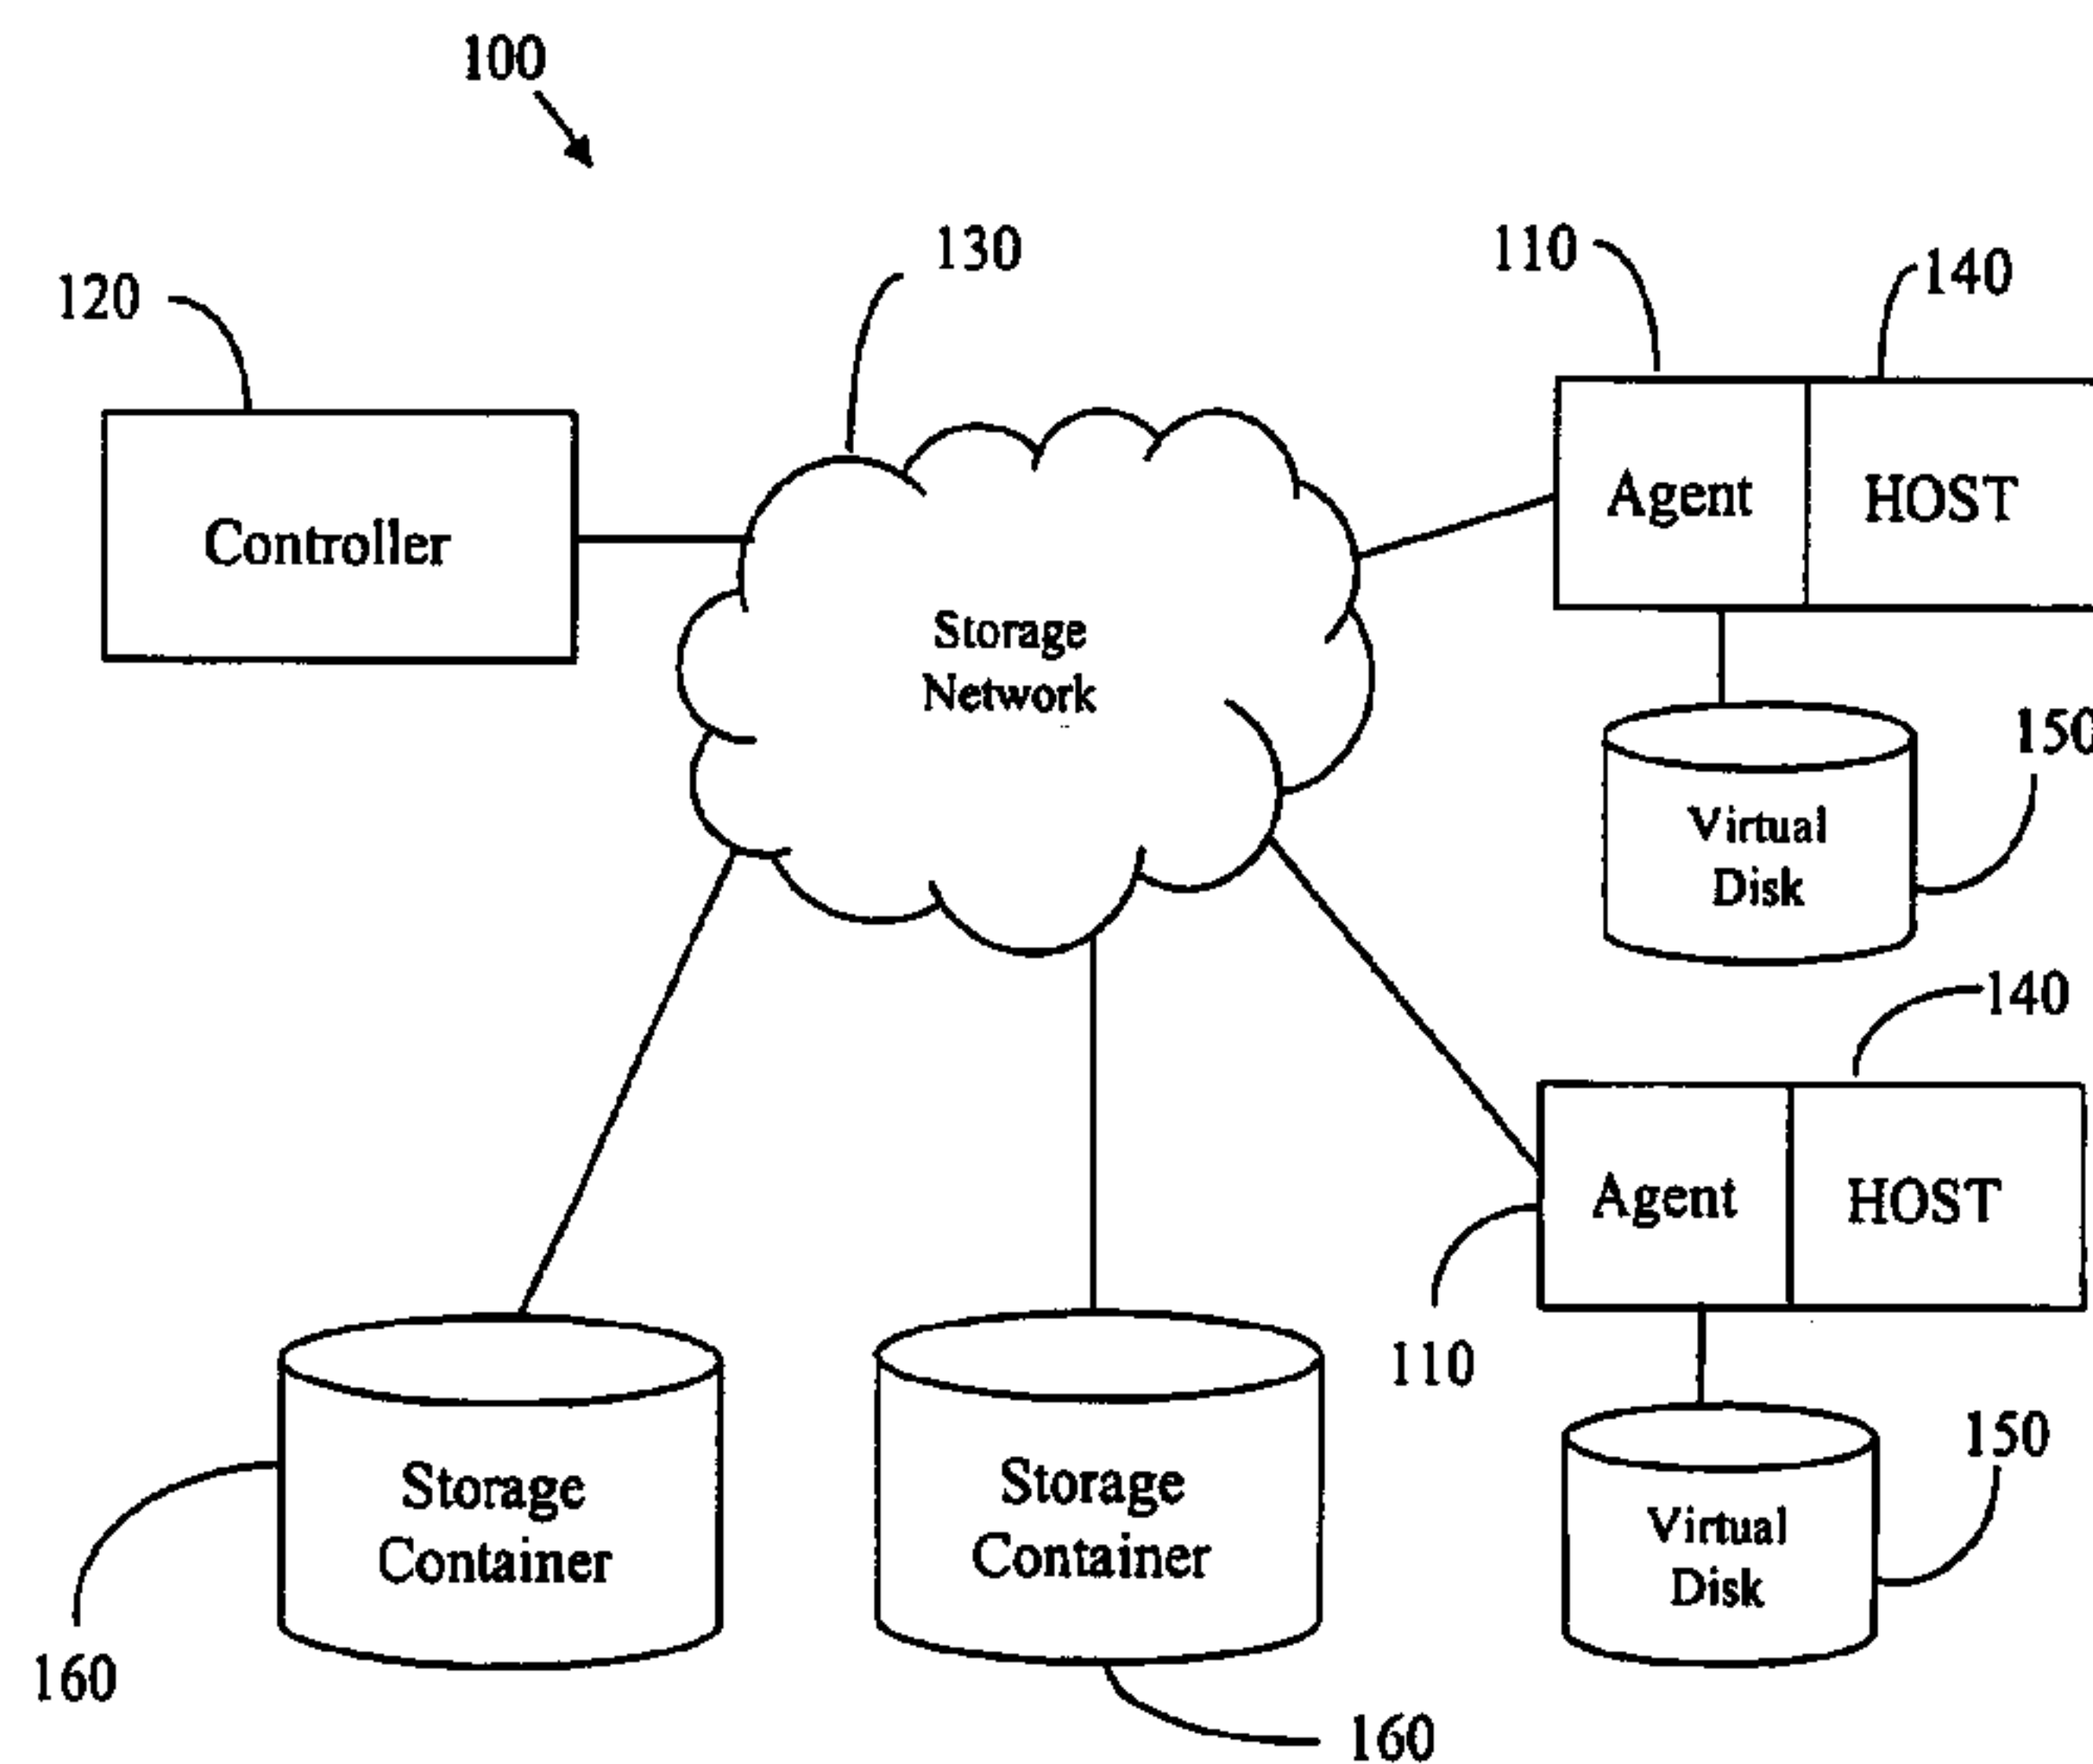 100
130
110
140
120
Agent
HOST
Controller
Storage
Network
150
Virtual
Disk
140
Agent
HOST
110
150
Storage
Container
Storage
Container
Virtual
Disk
160
160